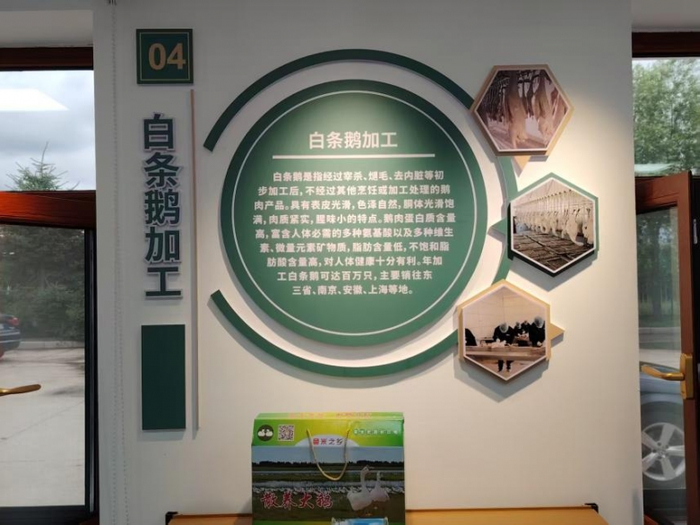 04
白条鹅加工
白条鹅加工
白条鹅是指经过宰杀、煺毛、去内脏等初
步加工后，不经过其他烹饪或加工处理的鹅
肉产品。具有表皮光滑，色泽自然，胴体光滑饱
满，肉质紧实，腥味小的特点。鹅肉蛋白质含量
高，富含人体必需的多种氨基酸以及多种维生
素、微量元素矿物质，脂肪含量低，不饱和脂
肪酸含量高，对人体健康十分有利。年加
工白条鹅可达百万只，主要销往东
三省、南京、安徽、上海等地。
之乡
散养大鹅